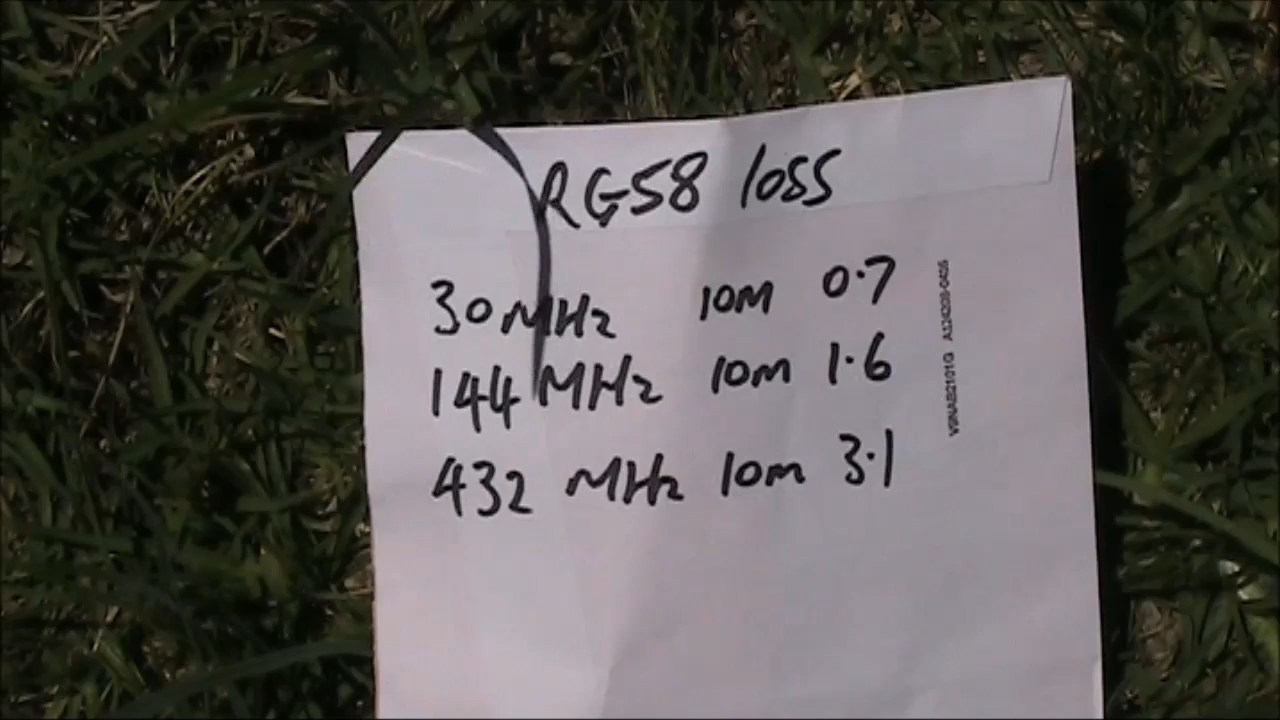 RG58 loss
30MHz 10M 0.7
144 MHz 10m 1.6
432 MHz 10m 3.1